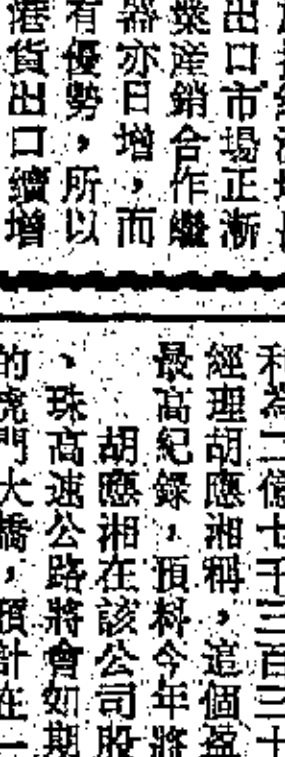 出口市場正漸
業産銷合作繼
器亦日增，而
有優勢，所以
港貨出口續增
利為二億七千三百三十
經理胡應湘稱，這個盈
最高紀錄，預料今年將
胡應湘在該公司股
、珠高速公路將會如期
的虎門大橋，預計在一